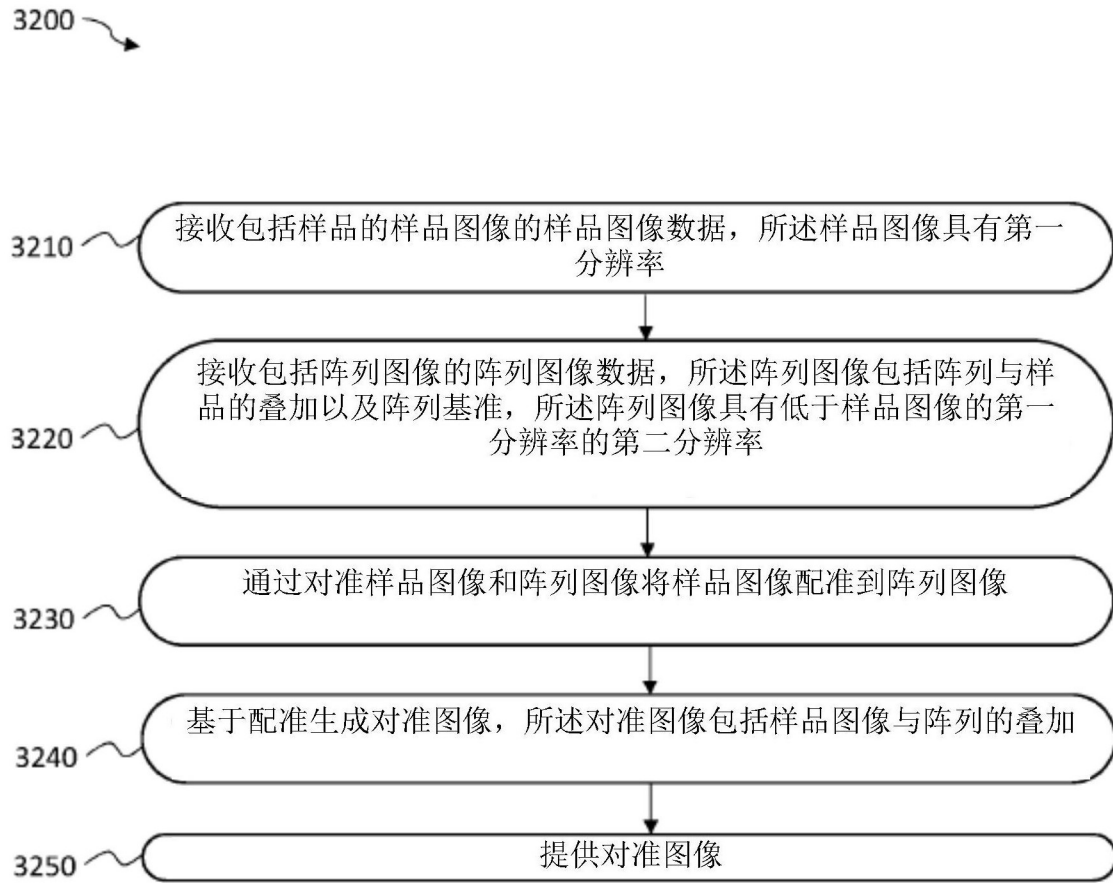 3200
3210
接收包括样品的样品图像的样品图像数据，所述样品图像具有第一
分辨率
3220
接收包括阵列图像的阵列图像数据，所述阵列图像包括阵列与样
品的叠加以及阵列基准，所述阵列图像具有低于样品图像的第一
分辨率的第二分辨率
3230
通过对准样品图像和阵列图像将样品图像配准到阵列图像
3240
基于配准生成对准图像，所述对准图像包括样品图像与阵列的叠加
3250
提供对准图像